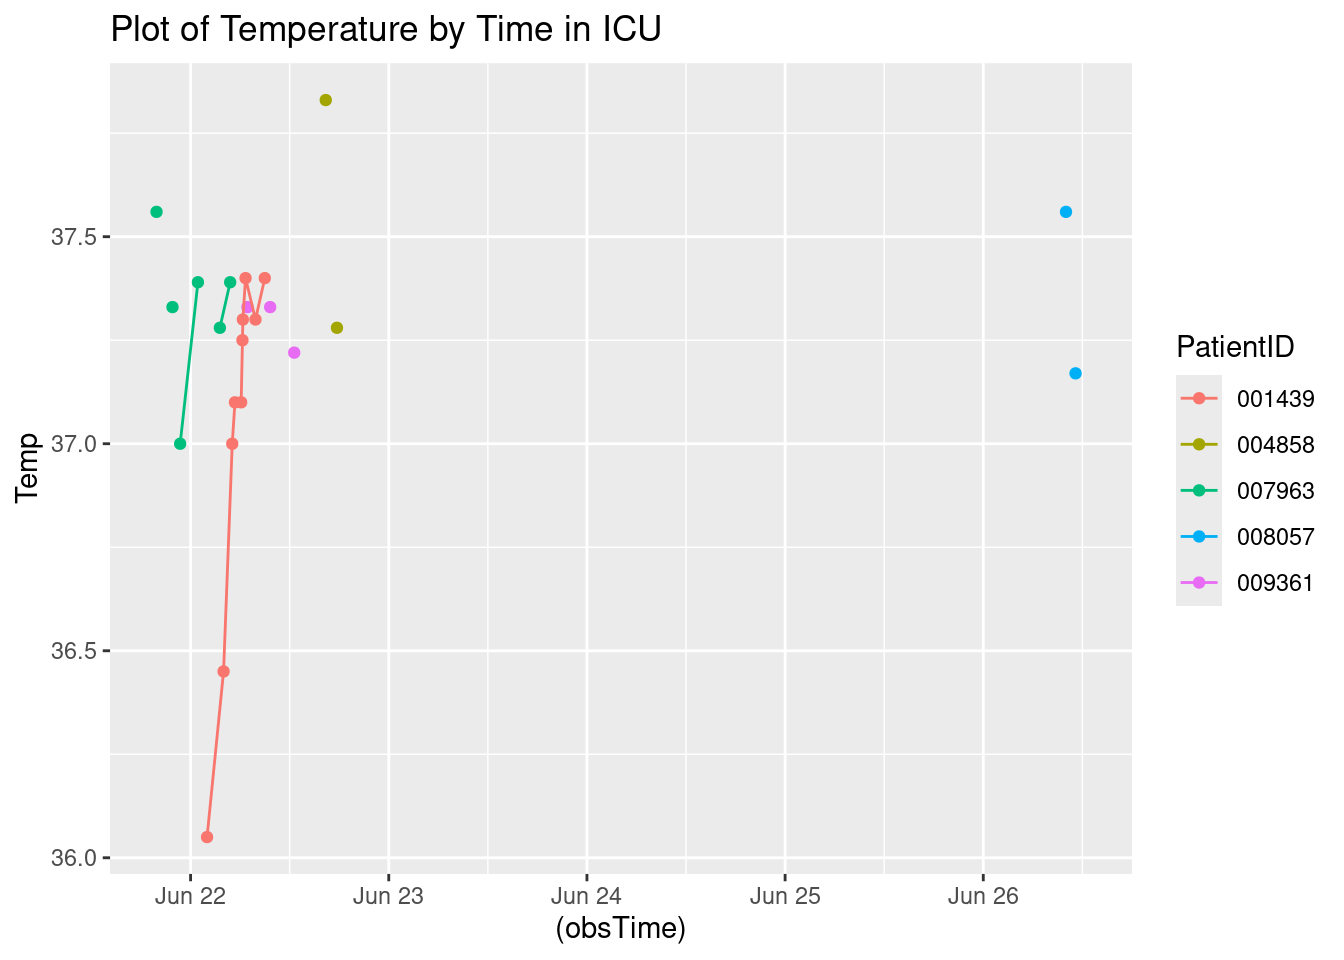 Plot of Temperature by Time in ICU
37.5
37.0
36.5
36.0
Temp
Jun 22
Jun 23
Jun 24
Jun 25
Jun 26
(obsTime)
PatientID
001439
004858
007963
008057
009361